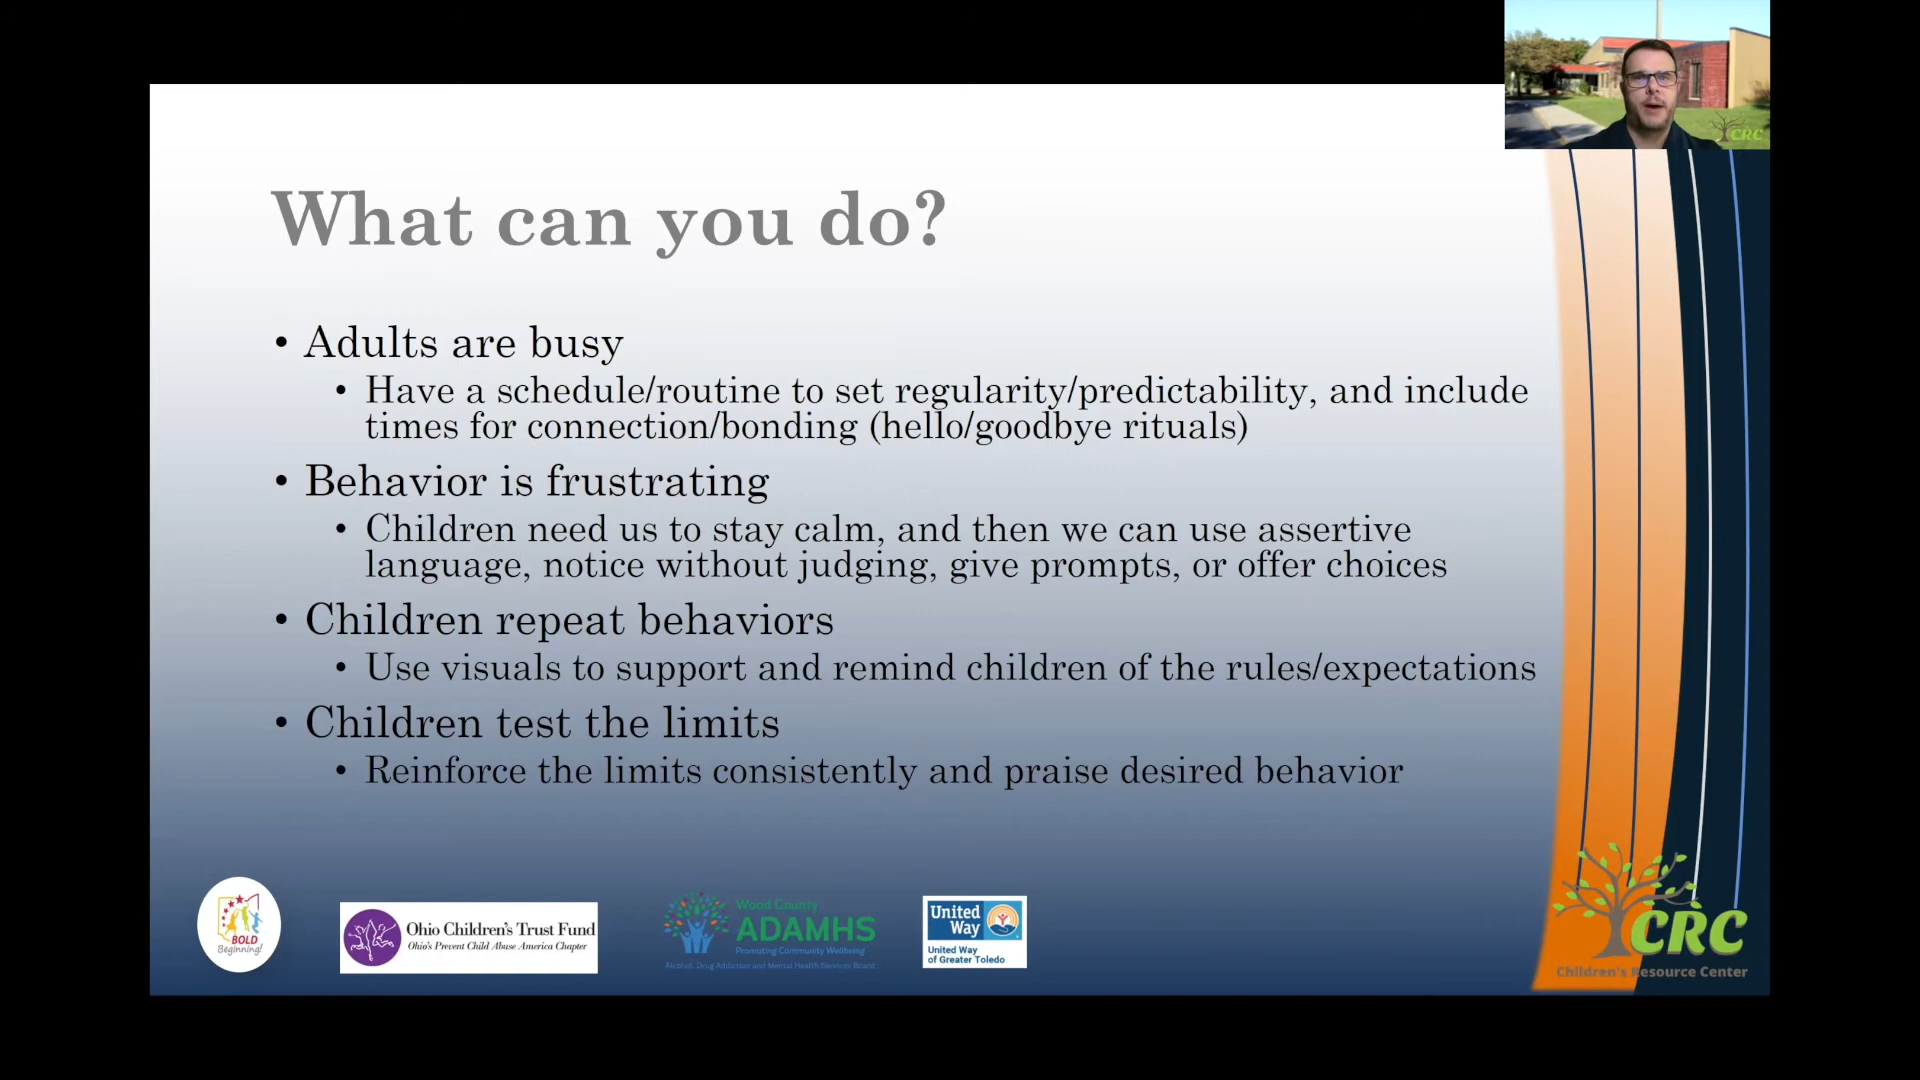 CRC
What can you do?
• Adults are busy
• Have a schedule/routine to set regularity/predictability, and include
times for connection/bonding (hello/goodbye rituals)
• Behavior is frustrating
• Children need us to stay calm, and then we can use assertive
language, notice without judging, give prompts, or offer choices
• Children repeat behaviors
• Use visuals to support and remind children of the rules/expectations
• Children test the limits
• Reinforce the limits consistently and praise desired behavior
BOLD
Beginning!
Ohio Children's Trust Fund
Ohio's Prevent Child Abuse America Chapter
Wood County
ADAMHS
Promoting Community Wellbeing
Alcohol, Drug Addiction and Mental Health Services Board
United
Way
United Way
of Greater Toledo
CRC
Children's Resource Center